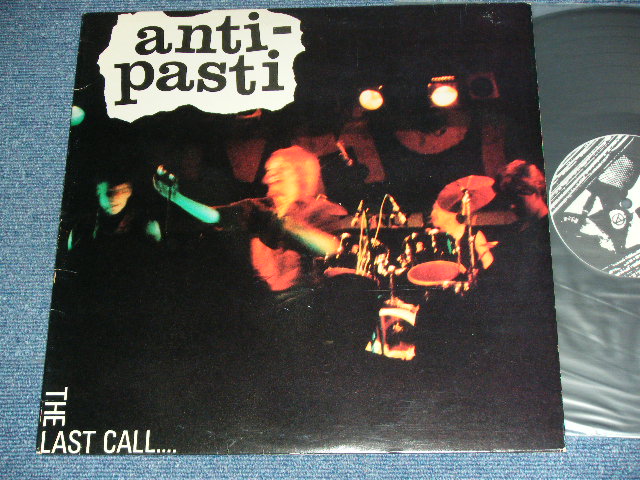 anti-
pasti
THE
LAST CALL....